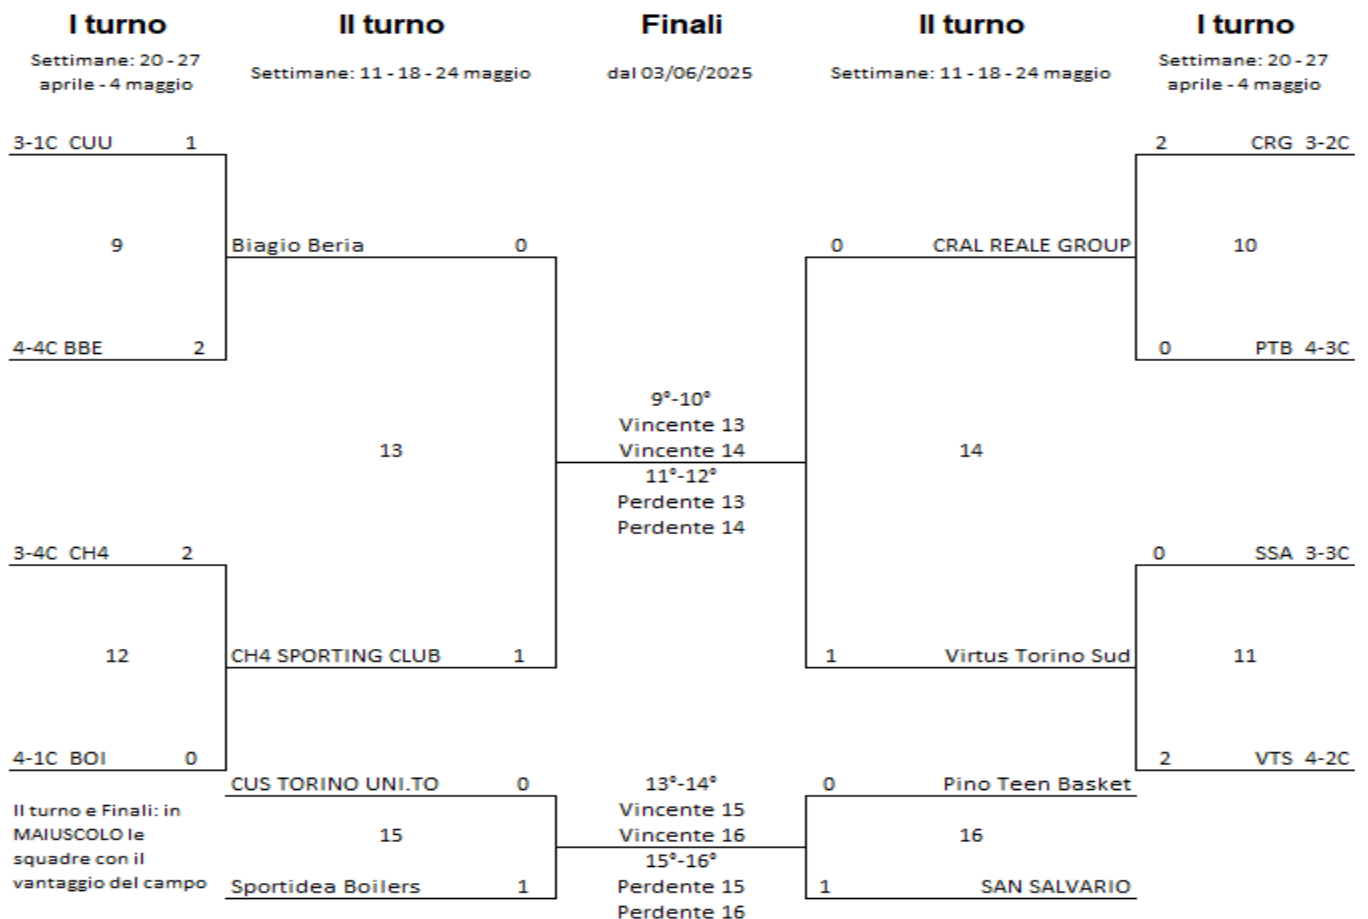 I turno II turno Finali II turno I turno
Settimane: 20 - 27 Settimane: 20 - 27
aprile - 4 maggio Settimane: 11 - 18 - 24 maggio dal 03/06/2025 Settimane: 11 - 18 - 24 maggio aprile - 4 maggio
3-1C CUU 1 2 CRG 3-2C
9 Biagio Beria 0 0 CRAL REALE GROUP 10
4-4C BBE 2 0 PTB 4-3C
9°-10°
Vincente 13
13 Vincente 14 14
11°-12°
Perdente 13
Perdente 14
3-4C CH4 2 0 SSA 3-3C
12 CH4 SPORTING CLUB 1 1 Virtus Torino Sud 11
4-1C BOI 0 2 VTS 4-2C
CUS TORINO UNI.TO 0 13°-14° 0 Pino Teen Basket
II turno e Finali: in Vincente 15
MAIUSCOLO le 15 Vincente 16 16
squadre con il 15°-16°
vantaggio del campo Sportidea Boilers 1 Perdente 15 1 SAN SALVARIO
Perdente 16